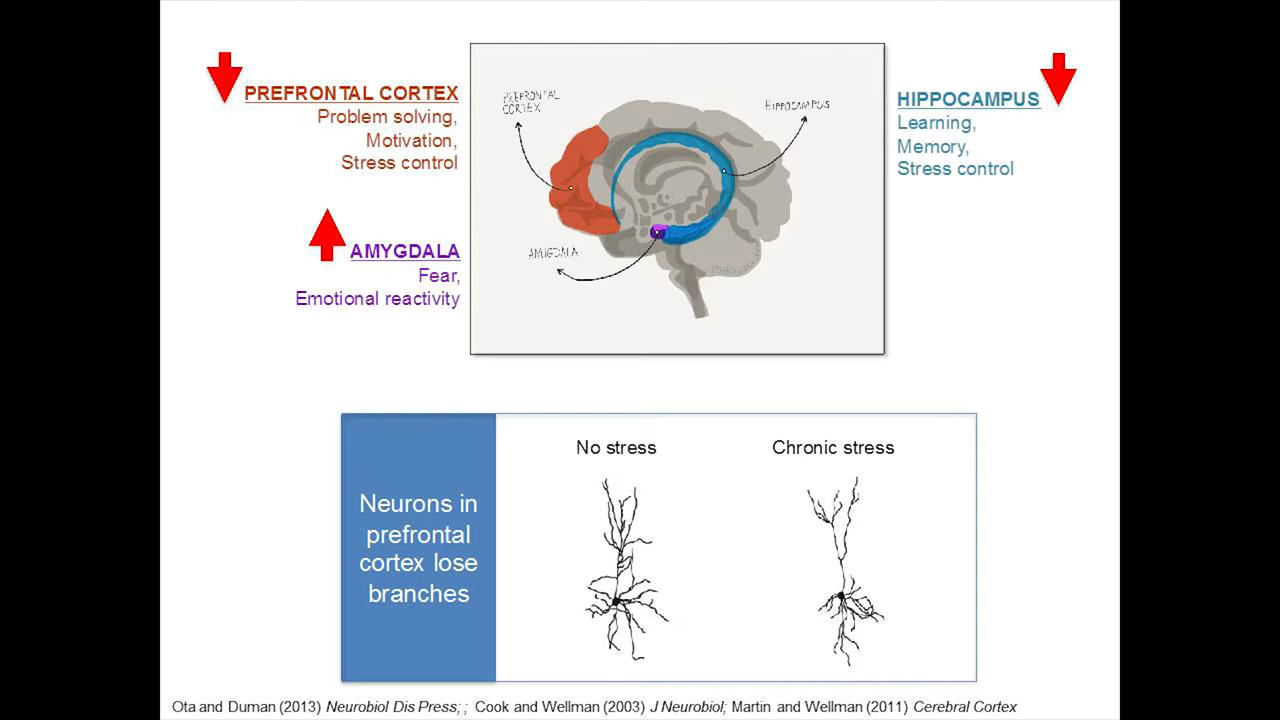 PREFRONTAL CORTEX
Problem solving,
Motivation,
Stress control
AMYGDALA
Fear,
Emotional reactivity
PREFRONTAL
CORTEX
HIPPOCAMPUS
AMIGDALA
HIPPOCAMPUS
Learning,
Memory,
Stress control
Neurons in
prefrontal
cortex lose
branches
No stress
Chronic stress
Ota and Duman (2013) Neurobiol Dis Press; ; Cook and Wellman (2003) J Neurobiol; Martin and Wellman (2011) Cerebral Cortex